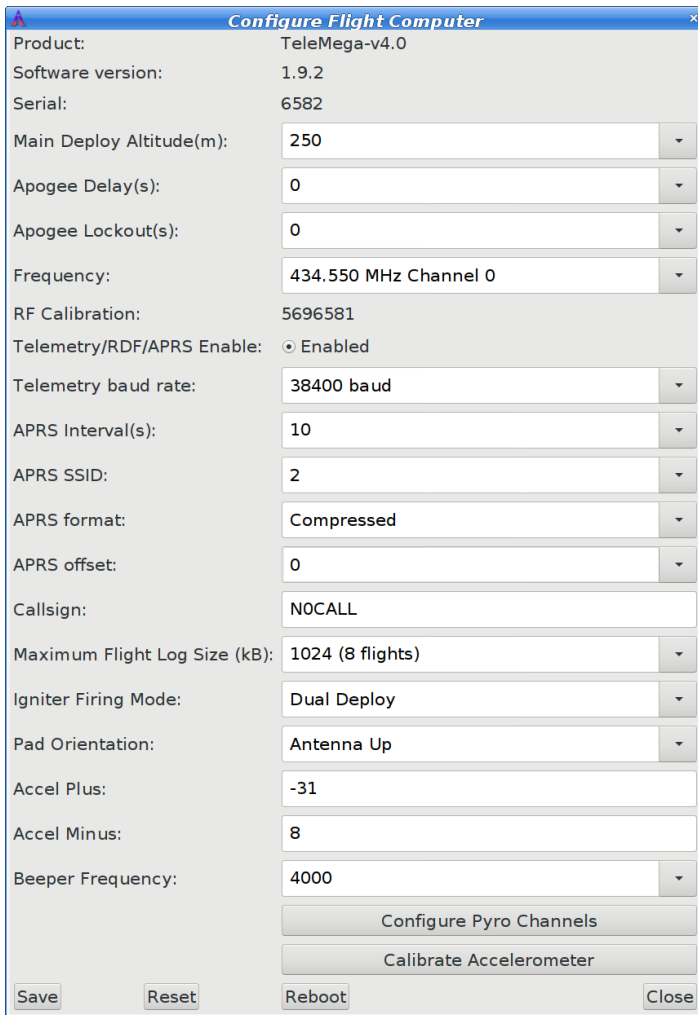 Configure Flight Computer
Product: TeleMega-v4.0
Software version: 1.9.2
Serial: 6582
Main Deploy Altitude(m): 250
Apogee Delay(s): 0
Apogee Lockout(s): 0
Frequency: 434.550 MHz Channel 0
RF Calibration: 5696581
Telemetry/RDF/APRS Enable: Enabled
Telemetry baud rate: 38400 baud
APRS Interval(s): 10
APRS SSID: 2
APRS format: Compressed
APRS offset: 0
Callsign: N0CALL
Maximum Flight Log Size (kB): 1024 (8 flights)
Igniter Firing Mode: Dual Deploy
Pad Orientation: Antenna Up
Accel Plus: -31
Accel Minus: 8
Beeper Frequency: 4000
Configure Pyro Channels
Calibrate Accelerometer
Save Reset Reboot Close